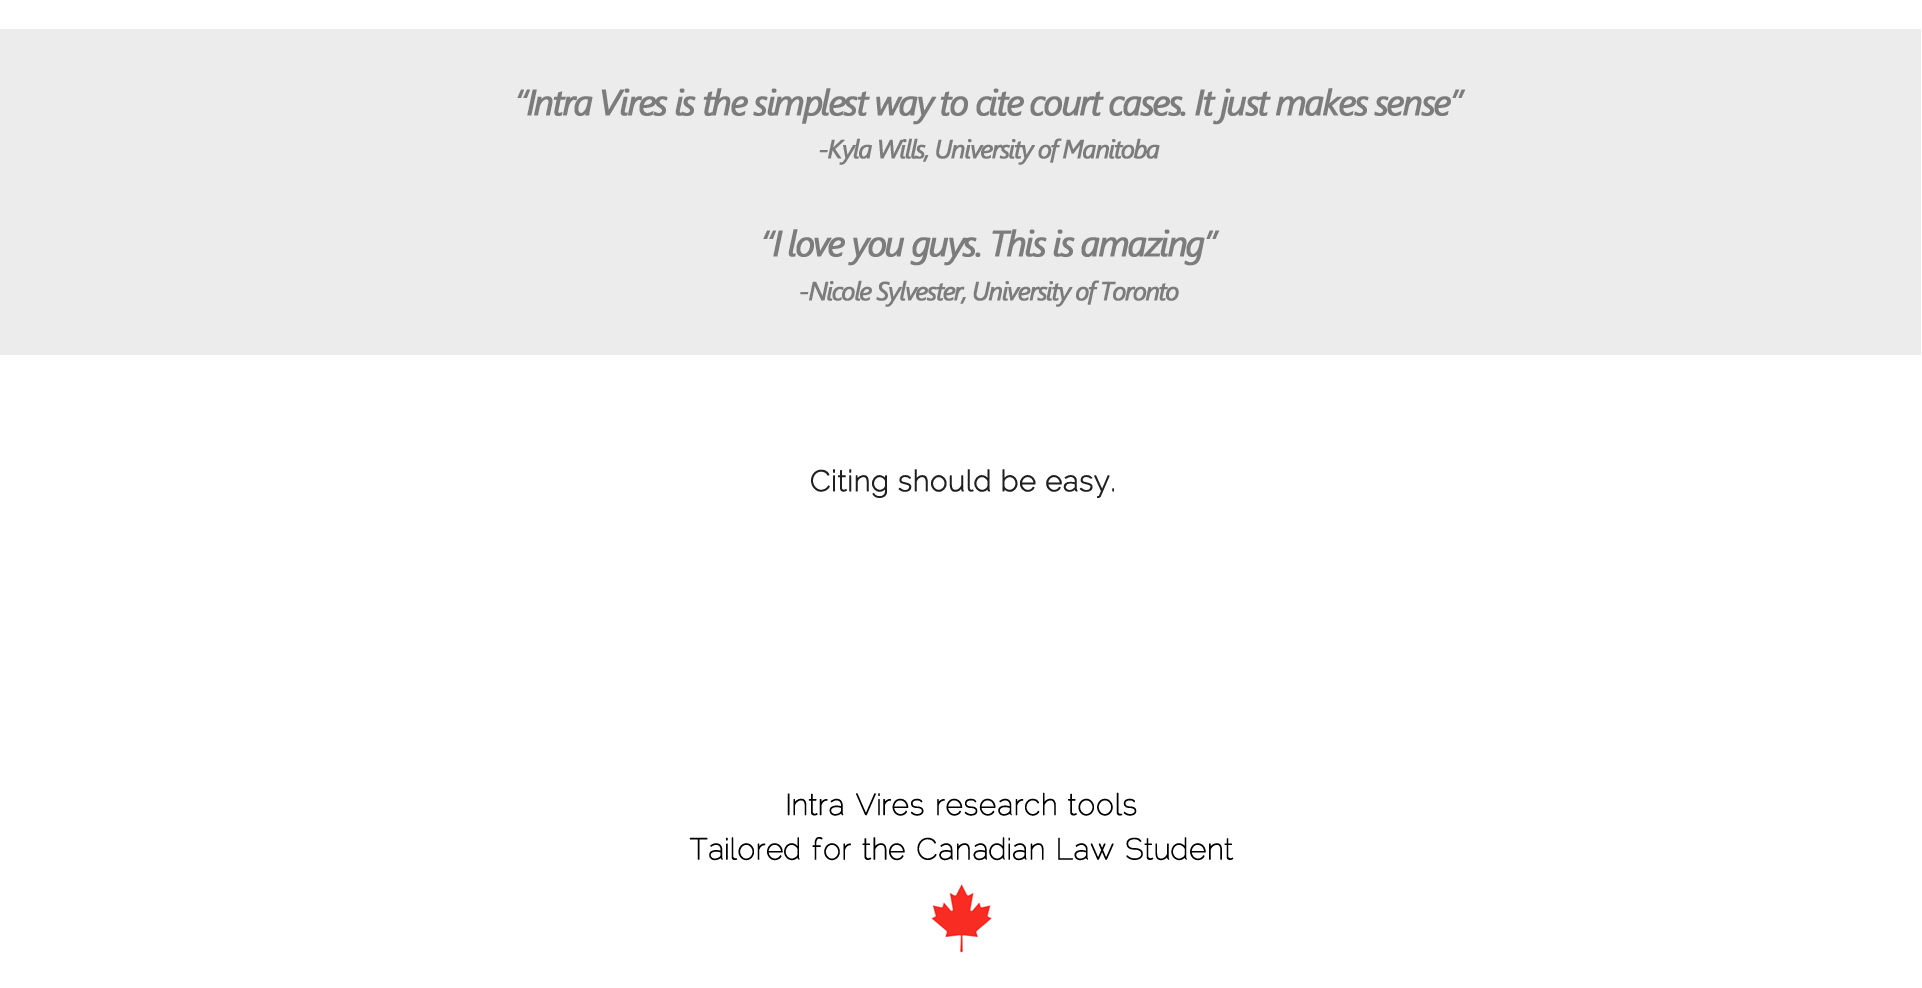 “Intra Vires is the simplest way to cite court cases. It just makes sense”
-Kyla Wills, University of Manitoba
“I love you guys. This is amazing”
-Nicole Sylvester, University of Toronto
Citing should be easy.
Intra Vires research tools
Tailored for the Canadian Law Student